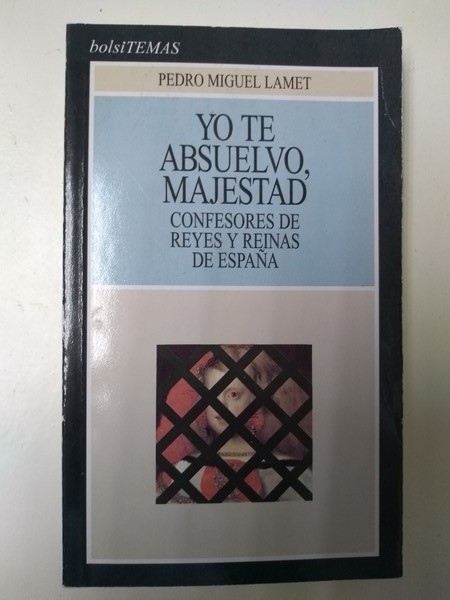 bolsiTEMAS
PEDRO MIGUEL LAMET
YO TE
ABSUELVO,
MAJESTAD
CONFESORES DE
REYES Y REINAS
DE ESPAÑA